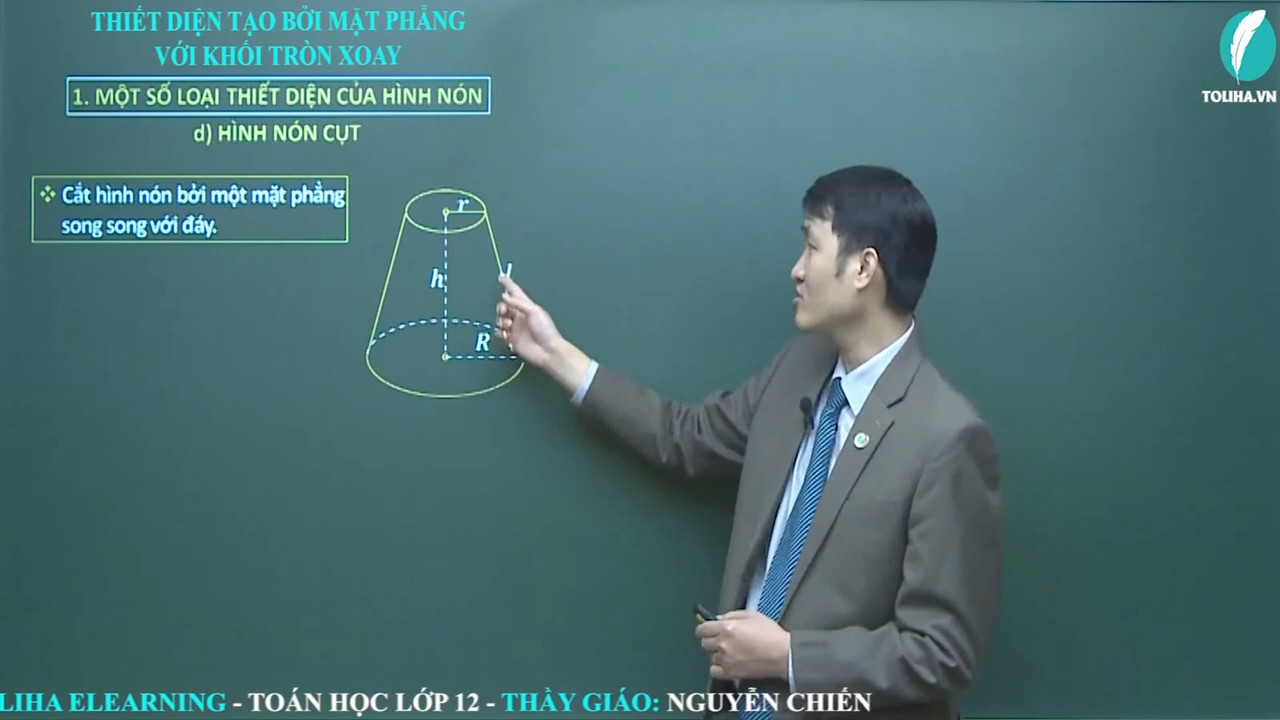 THIẾT DIỆN TẠO BỞI MẶT PHẲNG
VỚI KHỐI TRÒN XOAY
1. MỘT SỐ LOẠI THIẾT DIỆN CỦA HÌNH NÓN
d) HÌNH NÓN CỤT
Cắt hình nón bởi một mặt phẳng
song song với đáy.
r
h
l
R
TOLIHA.VN
LIHA ELEARNING - TOÁN HỌC LỚP 12 - THẦY GIÁO: NGUYỄN CHIẾN